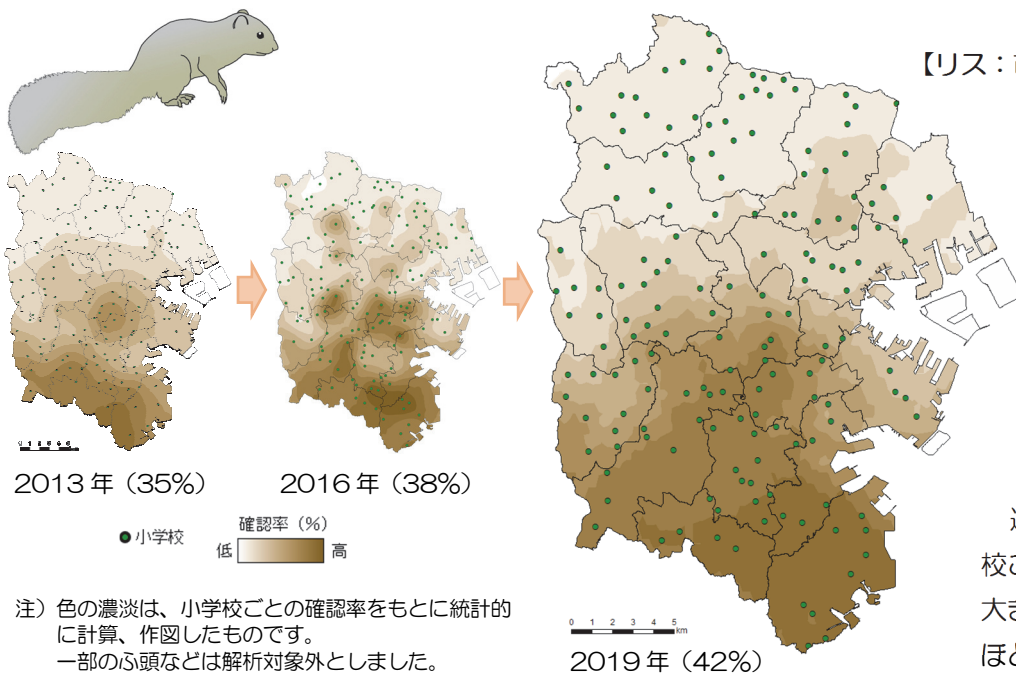 【リス：
2013年（35%）
2016年（38%）
小学校
確認率（%）
低
高
注）色の濃淡は、小学校ごとの確認率をもとに統計的
に計算、作図したものです。
一部のふ頭などは解析対象外としました。
0 1 2 3 4 5
km
2019年（42%）
校ご
大き
ほと